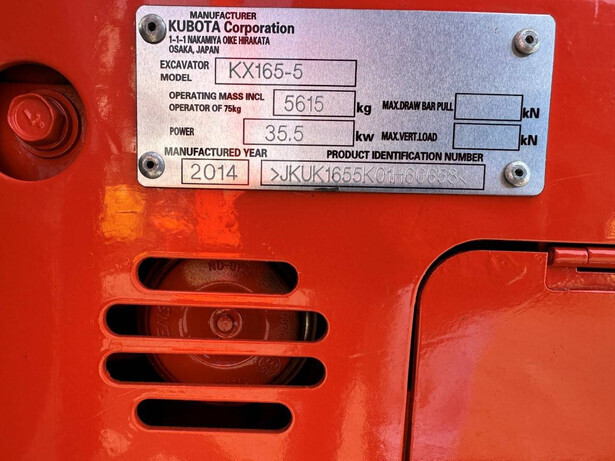 MANUFACTURER
KUBOTA Corporation
1-1-1 NAKAMIYA OIKE HIRAKATA
OSAKA, JAPAN
EXCAVATOR MODEL KX165-5
OPERATING MASS INCL OPERATOR OF 75kg 5615 kg
MAX.DRAW BAR PULL kN
POWER 35.5 kw
MAX.VERT.LOAD kN
MANUFACTURED YEAR PRODUCT IDENTIFICATION NUMBER
2014